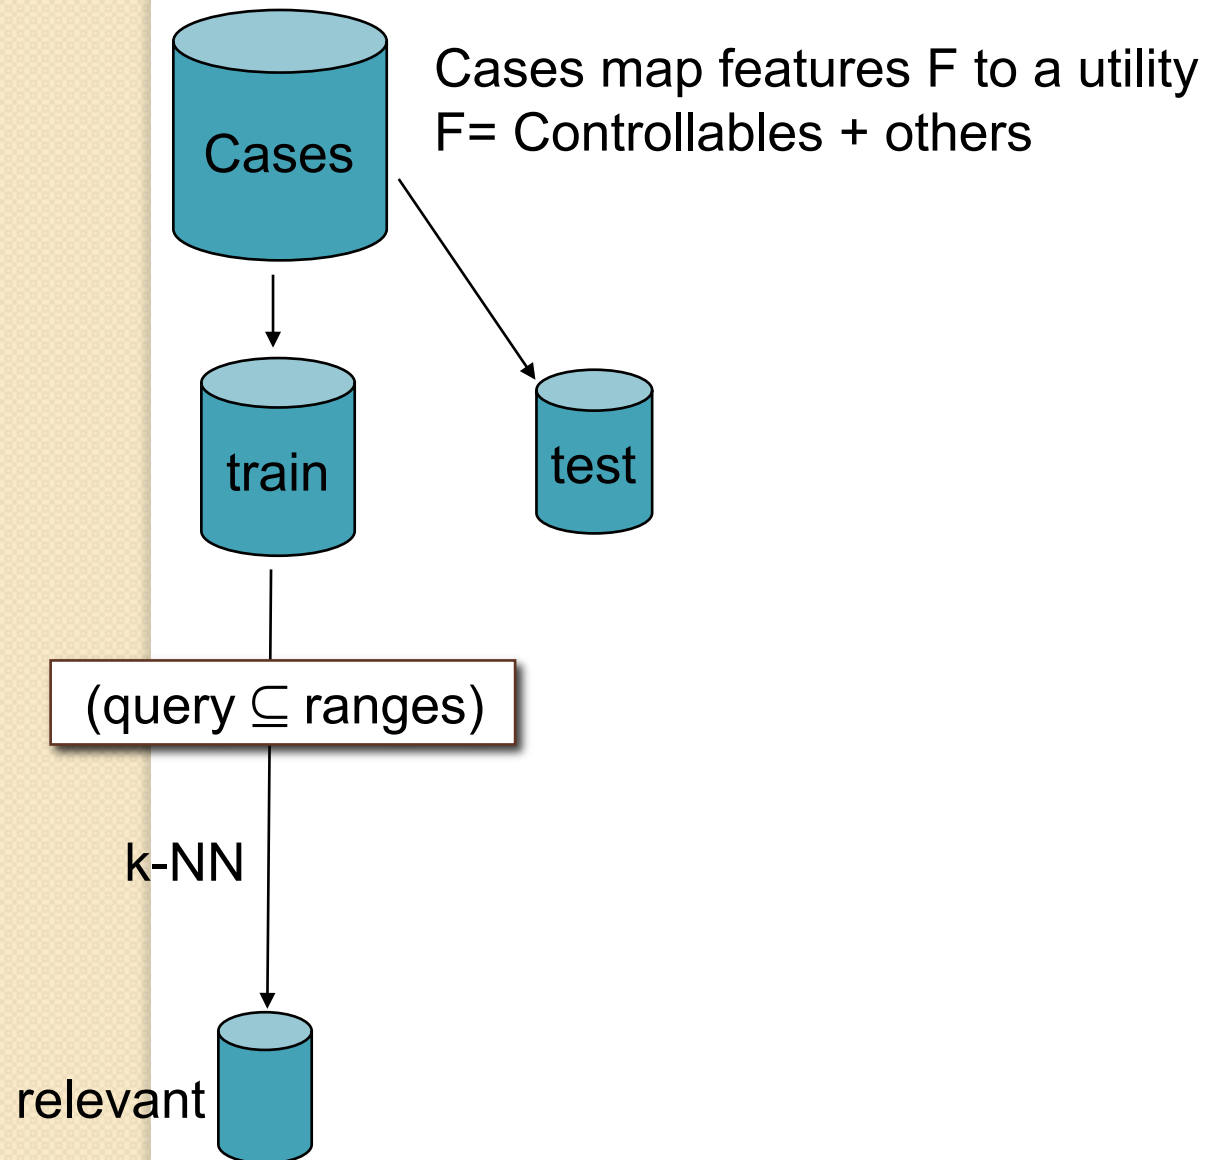 Cases map features F to a utility
F= Controllables + others
Cases
train
test
(query ⊆ ranges)
k-NN
relevant